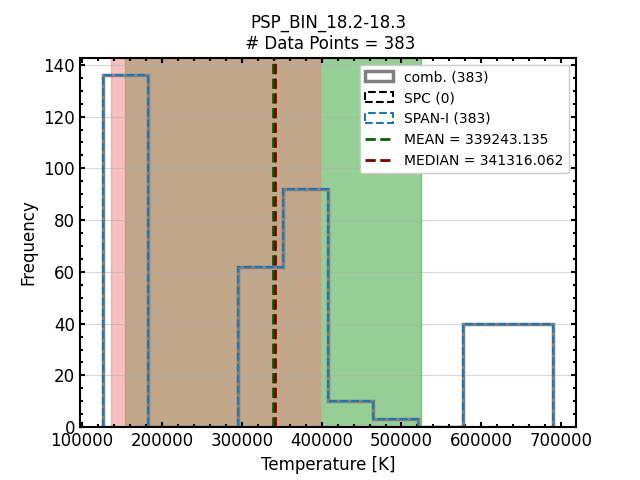 PSP_BIN_18.2-18.3
# Data Points = 383
comb. (383)
SPC (0)
SPAN-I (383)
MEAN = 339243.135
MEDIAN = 341316.062
Frequency
140
120
100
80
60
40
20
0
100000 200000 300000 400000 500000 600000 700000
Temperature [K]